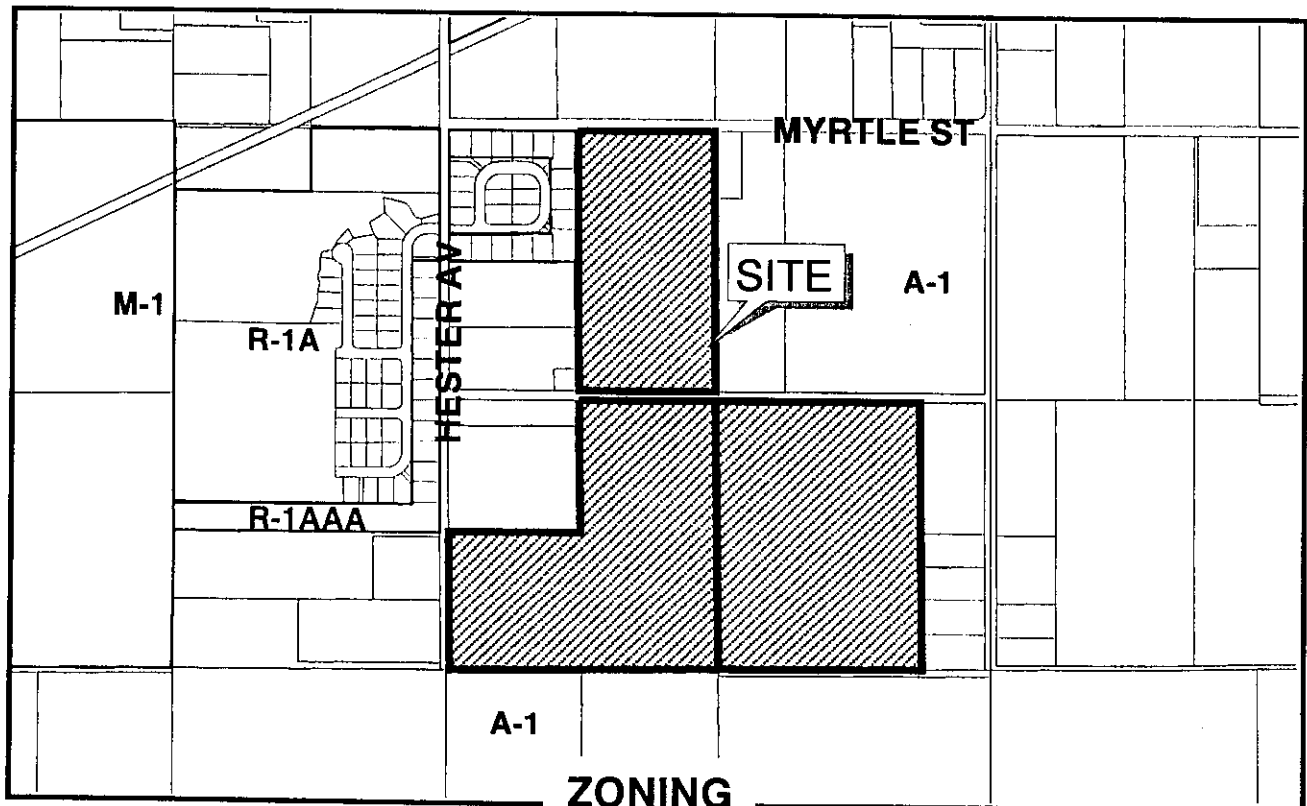 MYRTLE ST
SITE
A-1
M-1
HESTER AV
R-1A
R-1AAA
A-1
ZONING